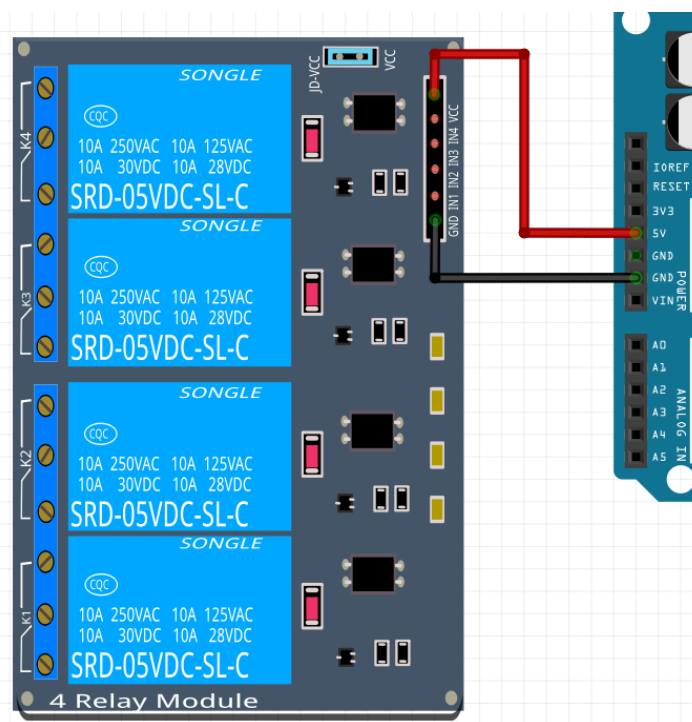 JD-VCC
VCC
K4
SONGLE
CQC
10A 250VAC 10A 125VAC
10A 30VDC 10A 28VDC
SRD-05VDC-SL-C
K3
SONGLE
CQC
10A 250VAC 10A 125VAC
10A 30VDC 10A 28VDC
SRD-05VDC-SL-C
K2
SONGLE
CQC
10A 250VAC 10A 125VAC
10A 30VDC 10A 28VDC
SRD-05VDC-SL-C
K1
SONGLE
CQC
10A 250VAC 10A 125VAC
10A 30VDC 10A 28VDC
SRD-05VDC-SL-C
4 Relay Module
GND IN1 IN2 IN3 IN4 VCC
IOREF
RESET
3V3
5V
GND
GND
VIN
POWER
A0
A1
A2
A3
A4
A5
ANALOG IN